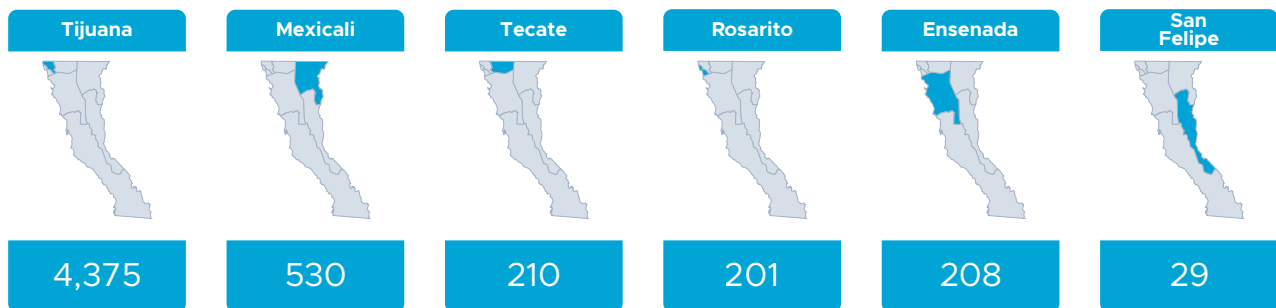 Tijuana
Mexicali
Tecate
Rosarito
Ensenada
San
Felipe
4,375
530
210
201
208
29